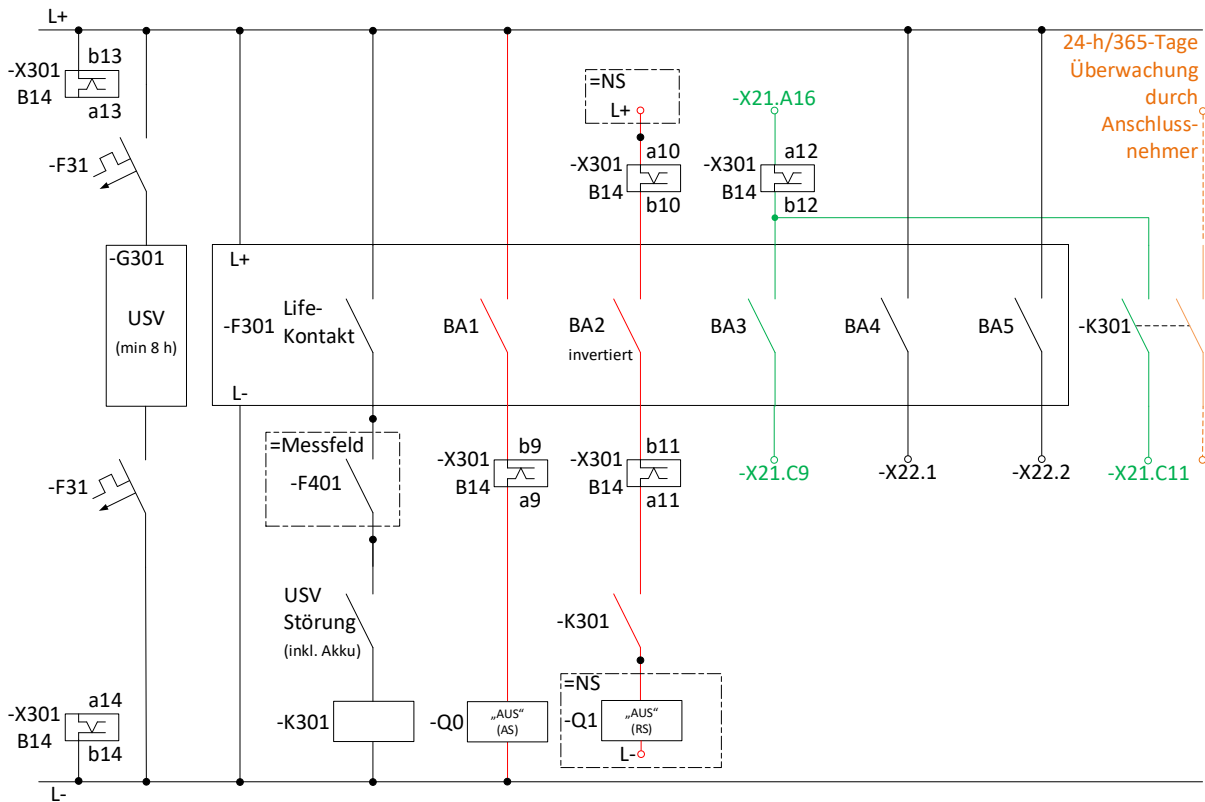 L+
-X301
B14
b13
a13
-F31
-G301
USV
(min 8 h)
-F31
-X301
B14
a14
b14
L-
L+
-F301
Life-
Kontakt
L-
=Messfeld
-F401
USV
Störung
(inkl. Akku)
-K301
BA1
-X301
B14
b9
a9
-Q0
„AUS“
(AS)
=NS
L+
-X301
B14
a10
b10
BA2
invertiert
-X301
B14
b11
a11
-K301
=NS
-Q1
„AUS“
(RS)
L-
-X21.A16
-X301
B14
a12
b12
BA3
-X21.C9
BA4
-X22.1
BA5
-X22.2
-K301
-X21.C11
24-h/365-Tage
Überwachung
durch
Anschluss-
nehmer